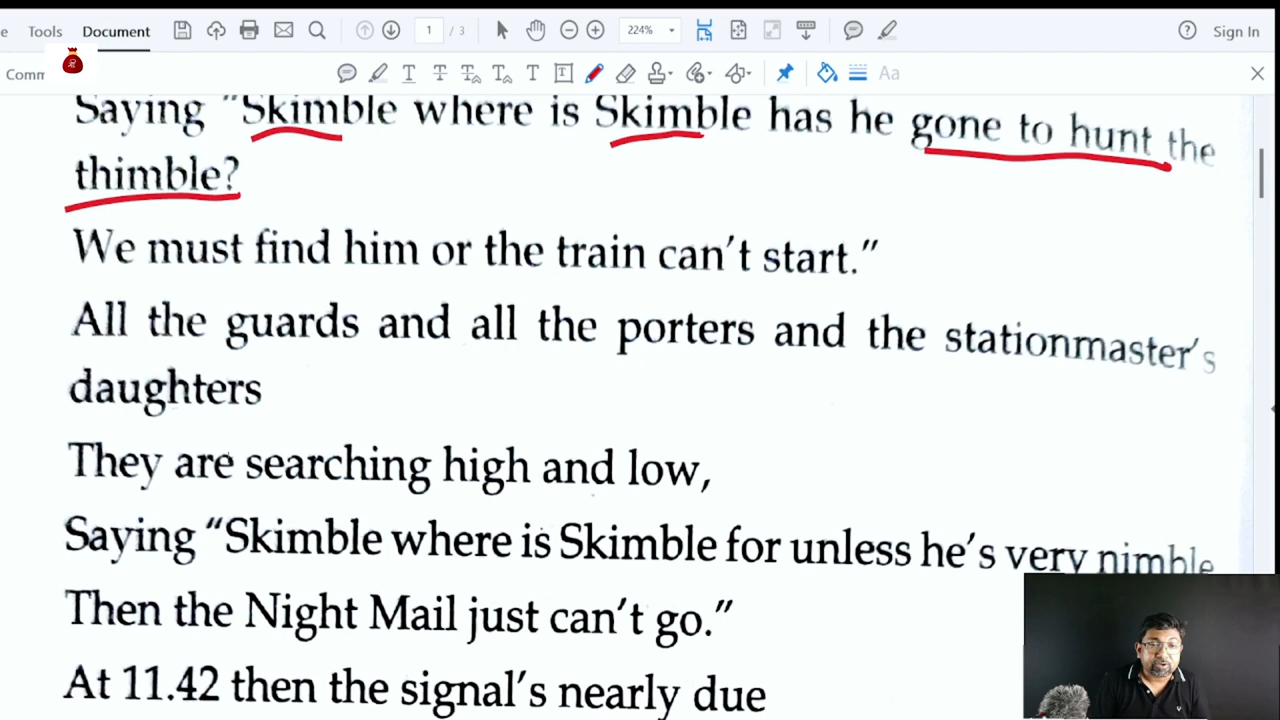 Tools Document 1 / 3 224% Sign In
Comm Aa
Saying "Skimble where is Skimble has he gone to hunt the
thimble?
We must find him or the train can't start."
All the guards and all the porters and the stationmaster's
daughters
They are searching high and low,
Saying "Skimble where is Skimble for unless he's very nimble
Then the Night Mail just can't go."
At 11.42 then the signal's nearly due